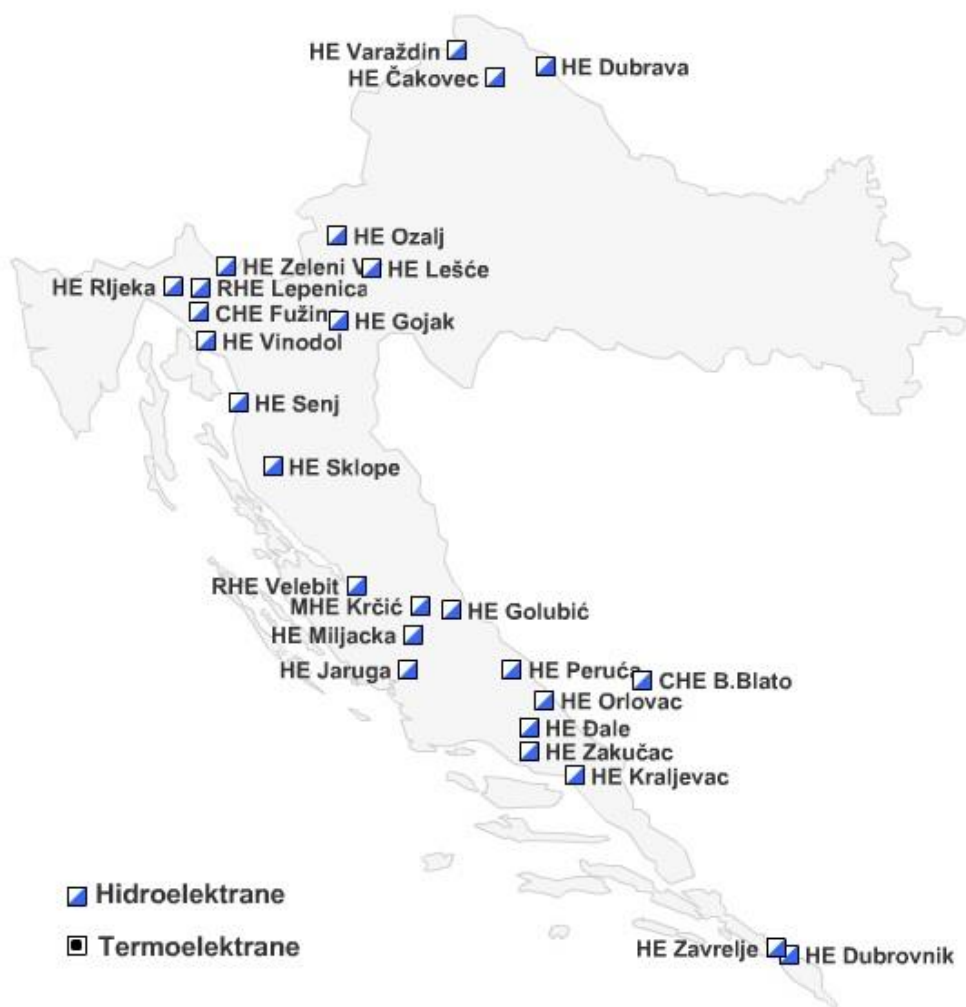 HE Varaždin
HE Dubrava
HE Čakovec
HE Ozalj
HE Zeleni
HE Lešće
HE RIjeka
RHE Lepenica
CHE Fužin
HE Gojak
HE Vinodol
HE Senj
HE Sklope
RHE Velebit
MHE Krčić
HE Golubić
HE Miljacka
HE Jaruga
HE Peruća
CHE B.Blato
HE Orlovac
HE Đale
HE Zakučac
HE Kraljevac
Hidroelektrane
Termoelektrane
HE Zavrelje
HE Dubrovnik